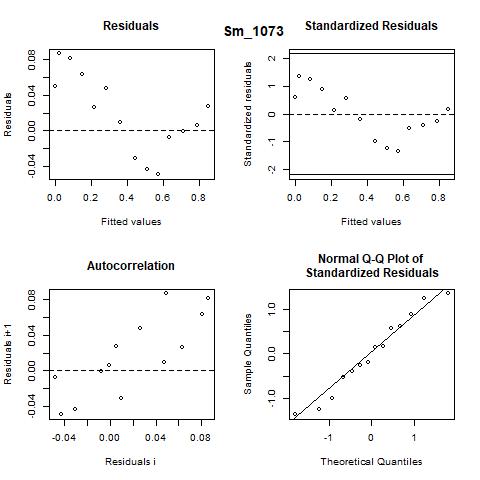 Sm_1073
Residuals
Residuals
-0.04
0.00
0.04
0.08
0.0
0.2
0.4
0.6
0.8
Fitted values
Standardized Residuals
Standardized residuals
-2
-1
0
1
2
0.0
0.2
0.4
0.6
0.8
Fitted values
Autocorrelation
Residuals i+1
-0.04
0.00
0.04
0.08
-0.04
0.00
0.04
0.08
Residuals i
Normal Q-Q Plot of
Standardized Residuals
Sample Quantiles
-1.0
0.0
1.0
-1
0
1
Theoretical Quantiles